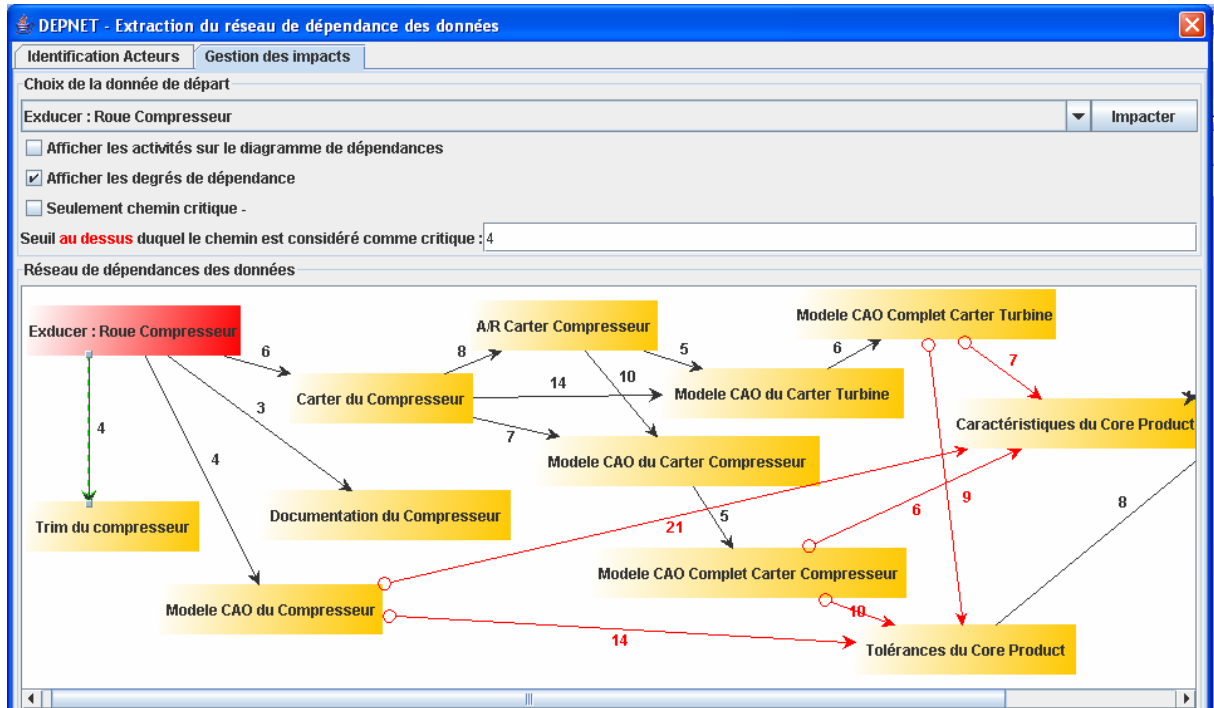 DEPNET - Extraction du réseau de dépendance des données
Identification Acteurs
Gestion des impacts
Choix de la donnée de départ
Exducer : Roue Compresseur
Impacter
Afficher les activités sur le diagramme de dépendances
Afficher les degrés de dépendance
Seulement chemin critique -
Seuil au dessus duquel le chemin est considéré comme critique : 4
Réseau de dépendances des données
Modele CAO Complet Carter Turbine
A/R Carter Compresseur
Exducer : Roue Compresseur
6
8
5
6
7
10
14
3
Carter du Compresseur
Modele CAO du Carter Turbine
Caractéristiques du Core Product
4
7
4
Modele CAO du Carter Compresseur
9
8
6
5
21
Documentation du Compresseur
Trim du compresseur
Modele CAO Complet Carter Compresseur
Modele CAO du Compresseur
10
14
Tolérances du Core Product